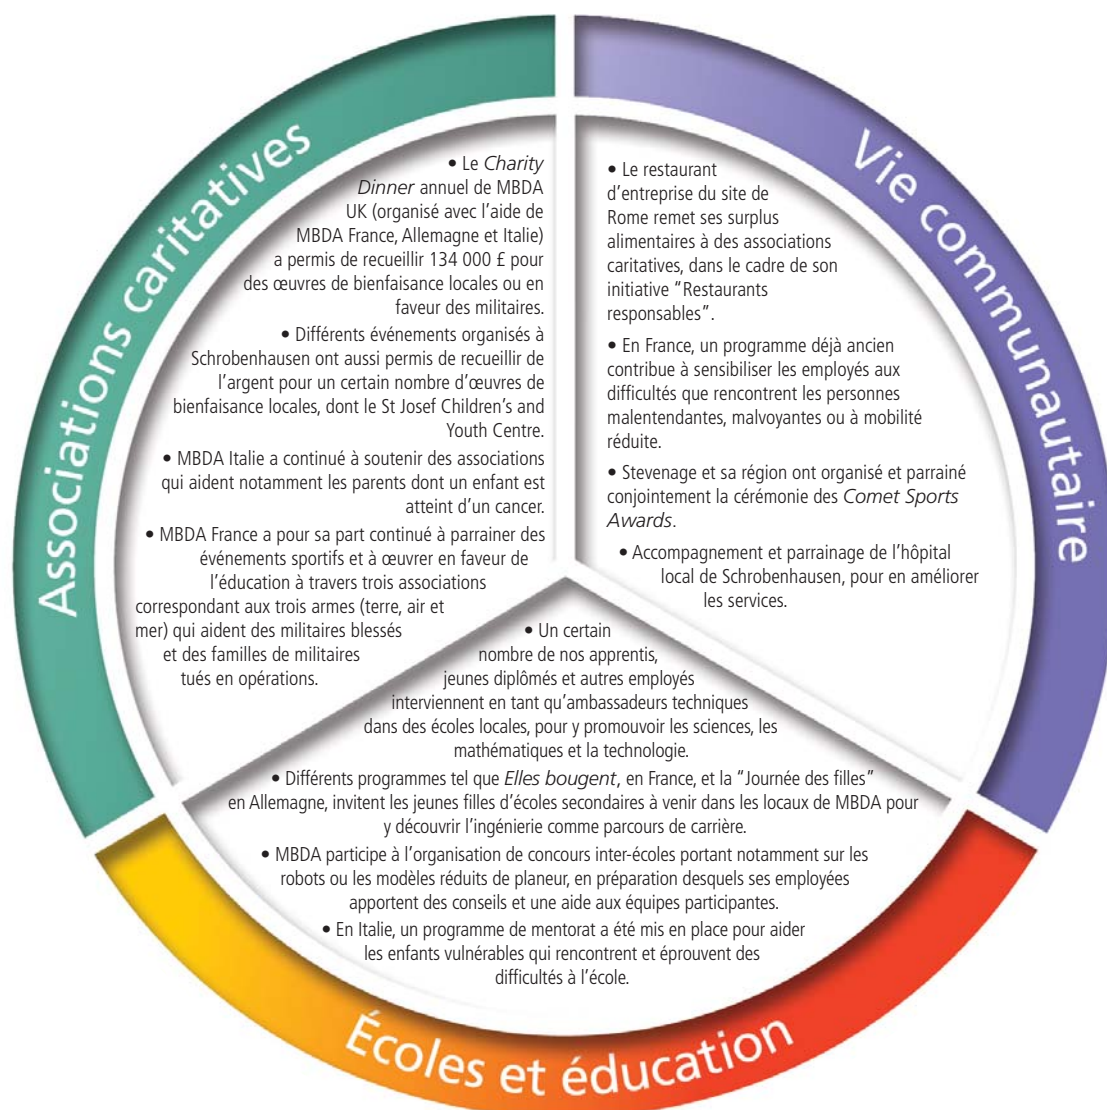 Associations caritatives
• Le Charity
Dinner annuel de MBDA
UK (organisé avec l'aide de
MBDA France, Allemagne et Italie)
a permis de recueillir 134 000 £ pour
des œuvres de bienfaisance locales ou en
faveur des militaires.
• Différents événements organisés à
Schrobenhausen ont aussi permis de recueillir de
l'argent pour un certain nombre d'œuvres de
bienfaisance locales, dont le St Josef Children's and
Youth Centre.
• MBDA Italie a continué à soutenir des associations
qui aident notamment les parents dont un enfant est
atteint d'un cancer.
• MBDA France a pour sa part continué à parrainer des
événements sportifs et à œuvrer en faveur de
l'éducation à travers trois associations
correspondant aux trois armes (terre, air et
mer) qui aident des militaires blessés
et des familles de militaires
tués en opérations.
Vie communautaire
• Le restaurant
d'entreprise du site de
Rome remet ses surplus
alimentaires à des associations
caritatives, dans le cadre de son
initiative "Restaurants
responsables".
• En France, un programme déjà ancien
contribue à sensibiliser les employés aux
difficultés que rencontrent les personnes
malentendantes, malvoyantes ou à mobilité
réduite.
• Stevenage et sa région ont organisé et parrainé
conjointement la cérémonie des Comet Sports
Awards.
• Accompagnement et parrainage de l'hôpital
local de Schrobenhausen, pour en améliorer
les services.
• Un certain
nombre de nos apprentis,
jeunes diplômés et autres employés
interviennent en tant qu'ambassadeurs techniques
dans des écoles locales, pour y promouvoir les sciences, les
mathématiques et la technologie.
• Différents programmes tel que Elles bougent, en France, et la "Journée des filles"
en Allemagne, invitent les jeunes filles d'écoles secondaires à venir dans les locaux de MBDA pour
y découvrir l'ingénierie comme parcours de carrière.
• MBDA participe à l'organisation de concours inter-écoles portant notamment sur les
robots ou les modèles réduits de planeur, en préparation desquels ses employées
apportent des conseils et une aide aux équipes participantes.
• En Italie, un programme de mentorat a été mis en place pour aider
les enfants vulnérables qui rencontrent et éprouvent des
difficultés à l'école.
Écoles et éducation